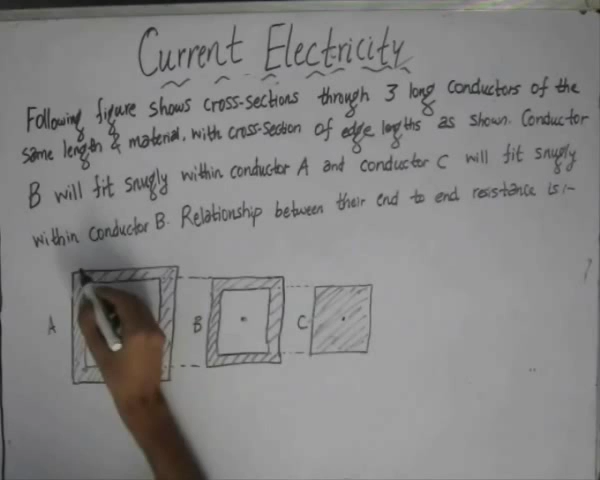 Current Electricity
Following figure shows cross-sections through 3 long conductors of the
same length & material, with cross-section of edge lengths as shown. Conductor
B will fit snugly within conductor A and conductor C will fit snugly
within conductor B. Relationship between their end to end resistance is:-
A B C